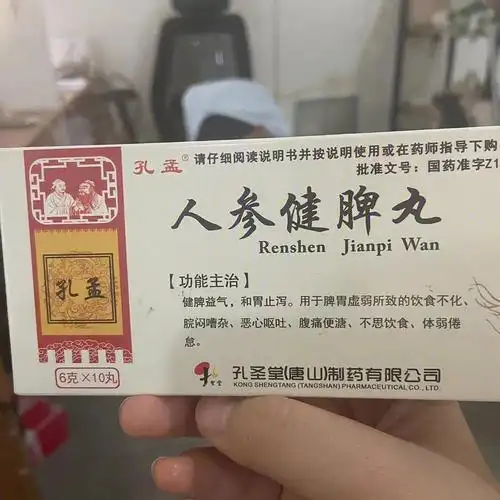 孔孟® 请仔细阅读说明书并按说明使用或在药师指导下购
批准文号：国药准字Z1
人参健脾丸
Renshen Jianpi Wan
孔孟
【功能主治】
健脾益气，和胃止泻。用于脾胃虚弱所致的饮食不化、
脘闷嘈杂、恶心呕吐、腹痛便溏、不思饮食、体弱倦
怠。
6克×10丸
孔圣堂(唐山)制药有限公司
KONG SHENGTANG (TANGSHAN) PHARMACEUTICAL CO., LTD.